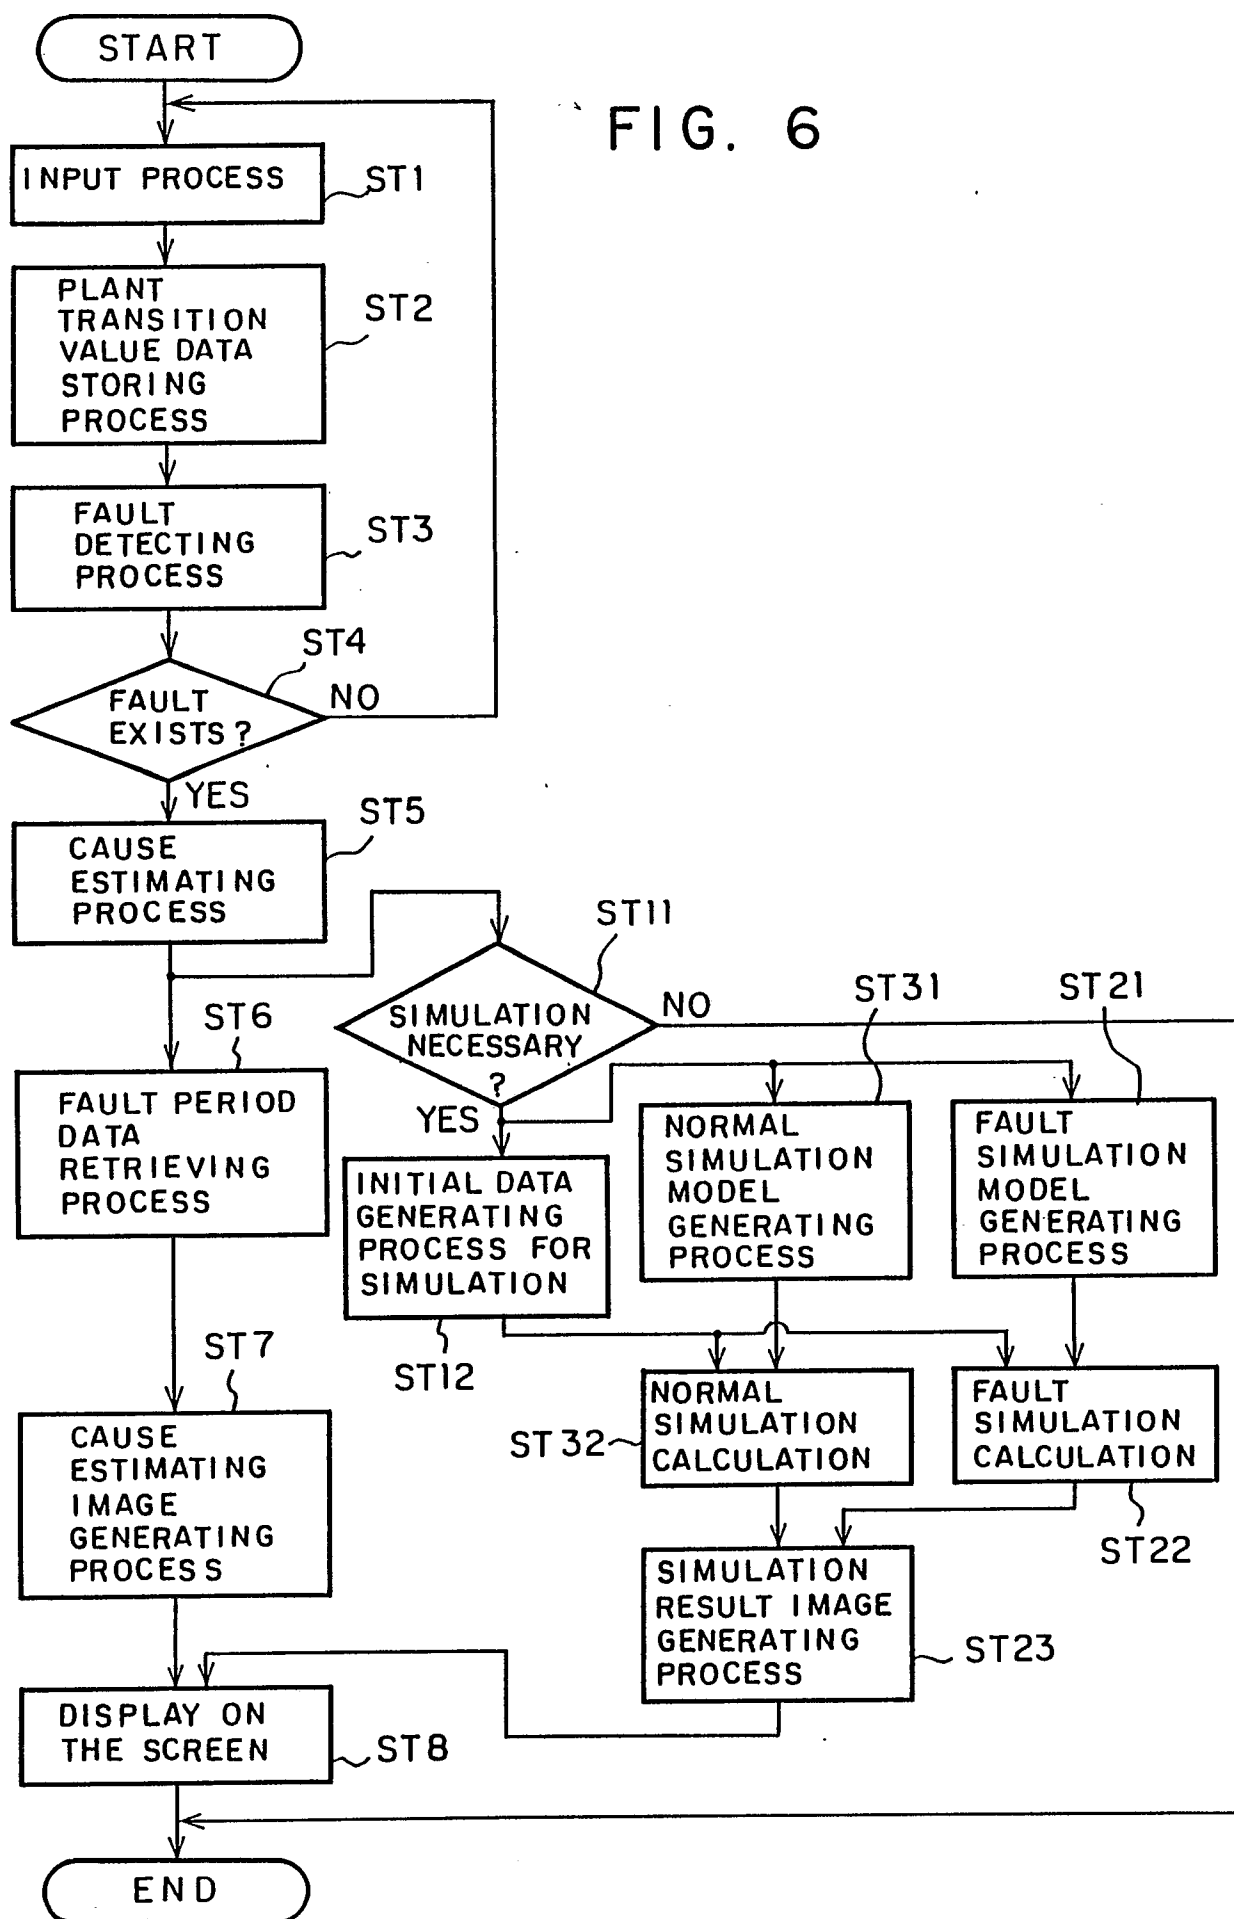 START
FIG. 6
INPUT PROCESS
ST1
PLANT
TRANSITION
VALUE DATA
STORING
PROCESS
ST2
FAULT
DETECTING
PROCESS
ST3
ST4
FAULT
EXISTS?
NO
YES
CAUSE
ESTIMATING
PROCESS
ST5
ST11
SIMULATION
NECESSARY
?
NO
YES
ST31
ST21
ST6
FAULT PERIOD
DATA
RETRIEVING
PROCESS
INITIAL DATA
GENERATING
PROCESS FOR
SIMULATION
ST12
NORMAL
SIMULATION
MODEL
GENERATING
PROCESS
FAULT
SIMULATION
MODEL
GENERATING
PROCESS
ST7
CAUSE
ESTIMATING
IMAGE
GENERATING
PROCESS
ST32
NORMAL
SIMULATION
CALCULATION
FAULT
SIMULATION
CALCULATION
ST22
SIMULATION
RESULT IMAGE
GENERATING
PROCESS
ST23
DISPLAY ON
THE SCREEN
ST8
END